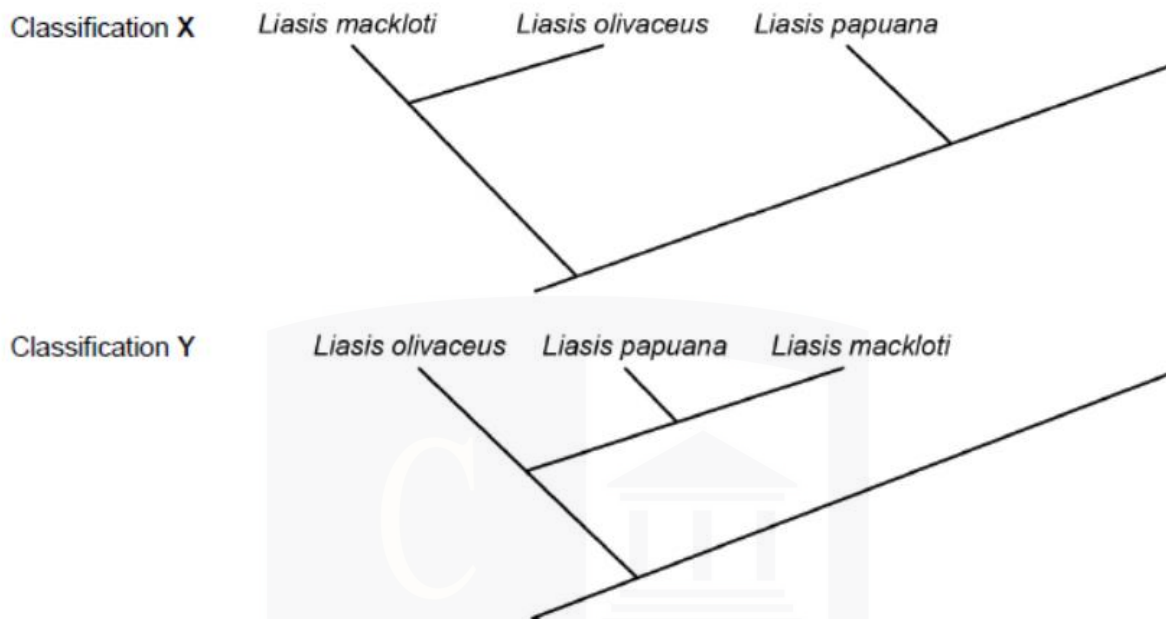 Classification X Liasis mackloti Liasis olivaceus Liasis papuana
Classification Y Liasis olivaceus Liasis papuana Liasis mackloti
C